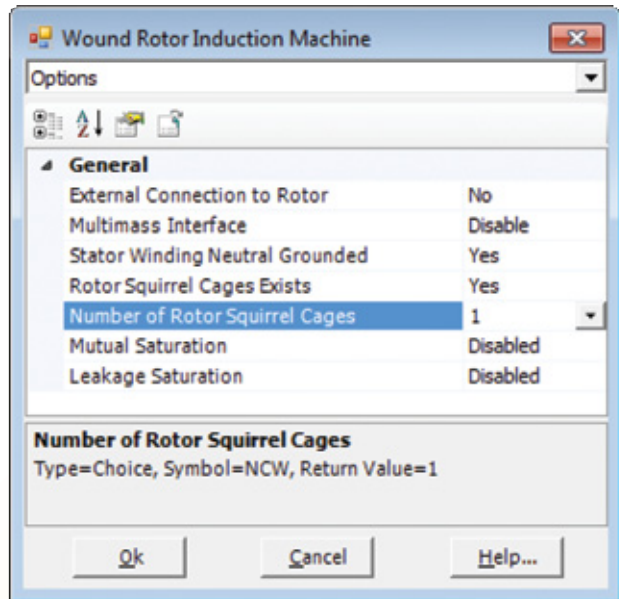 Wound Rotor Induction Machine
Options
General
External Connection to Rotor No
Multimass Interface Disable
Stator Winding Neutral Grounded Yes
Rotor Squirrel Cages Exists Yes
Number of Rotor Squirrel Cages 1
Mutual Saturation Disabled
Leakage Saturation Disabled
Number of Rotor Squirrel Cages
Type=Choice, Symbol=NCW, Return Value=1
Ok Cancel Help...